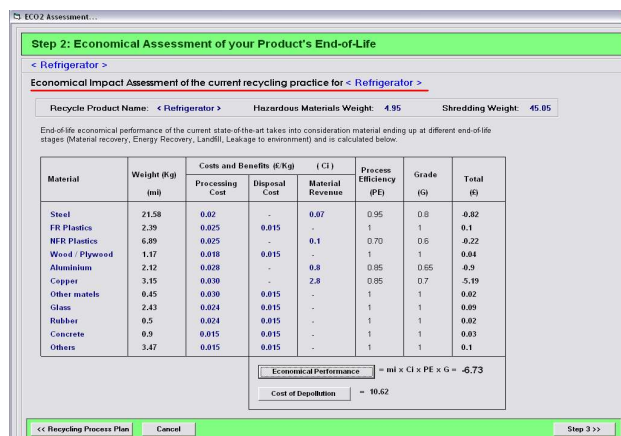 ECO2 Assessment...
Step 2: Economical Assessment of your Product's End-of-Life
< Refrigerator >
Economical Impact Assessment of the current recycling practice for < Refrigerator >
Recycle Product Name: < Refrigerator > Hazardous Materials Weight: 4.95 Shredding Weight: 45.05
End-of-life economical performance of the current state-of-the-art takes into consideration material ending up at different end-of-life
stages (Material recovery, Energy Recovery, Landfill, Leakage to environment) and is calculated below.
Material Weight (Kg) (mi) Costs and Benefits (£/Kg) ( Ci ) Process Efficiency (PE) Grade (G) Total (£)
Processing Cost Disposal Cost Material Revenue
Steel 21.58 0.02 - 0.07 0.95 0.8 -0.82
FR Plastics 2.39 0.025 0.015 - 1 1 0.1
NFR Plastics 6.89 0.025 - 0.1 0.70 0.6 -0.22
Wood / Plywood 1.17 0.018 0.015 - 1 1 0.04
Aluminium 2.12 0.028 - 0.8 0.85 0.65 -0.9
Copper 3.15 0.030 - 2.8 0.85 0.7 -5.19
Other matels 0.45 0.030 0.015 - 1 1 0.02
Glass 2.43 0.024 0.015 - 1 1 0.09
Rubber 0.5 0.024 0.015 - 1 1 0.02
Concrete 0.9 0.015 0.015 - 1 1 0.03
Others 3.47 0.015 0.015 - 1 1 0.1
Economical Performance = mi x Ci x PE x G = -6.73
Cost of Depollution = 10.62
<< Recycling Process Plan Cancel Step 3 >>